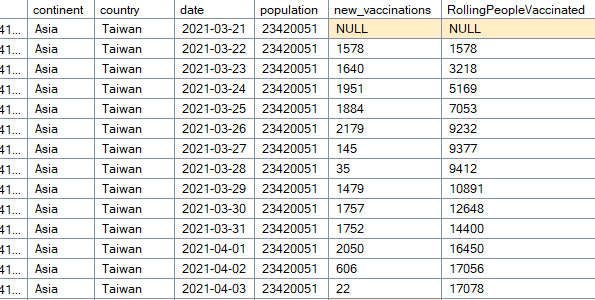 continent country date population new_vaccinations RollingPeopleVaccinated
41... Asia Taiwan 2021-03-21 23420051 NULL NULL
41... Asia Taiwan 2021-03-22 23420051 1578 1578
41... Asia Taiwan 2021-03-23 23420051 1640 3218
41... Asia Taiwan 2021-03-24 23420051 1951 5169
41... Asia Taiwan 2021-03-25 23420051 1884 7053
41... Asia Taiwan 2021-03-26 23420051 2179 9232
41... Asia Taiwan 2021-03-27 23420051 145 9377
41... Asia Taiwan 2021-03-28 23420051 35 9412
41... Asia Taiwan 2021-03-29 23420051 1479 10891
41... Asia Taiwan 2021-03-30 23420051 1757 12648
41... Asia Taiwan 2021-03-31 23420051 1752 14400
41... Asia Taiwan 2021-04-01 23420051 2050 16450
41... Asia Taiwan 2021-04-02 23420051 606 17056
41... Asia Taiwan 2021-04-03 23420051 22 17078